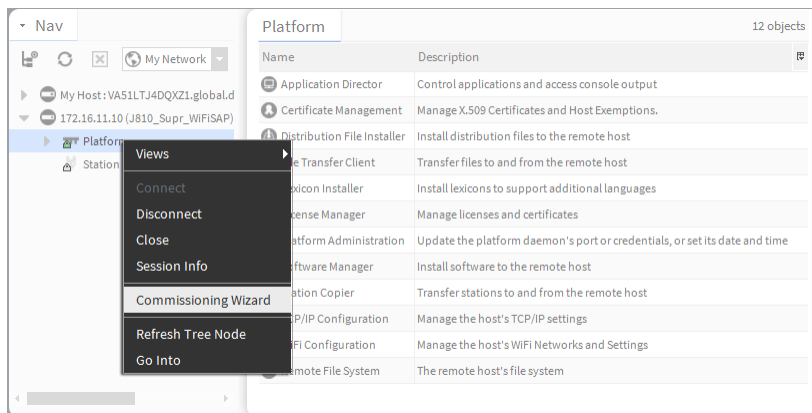 Nav
My Network
My Host : VA51LTJ4DQXZ1.global.d
172.16.11.10 (J810_Supr_WiFiSAP)
Platform
Station
Views
Connect
Disconnect
Close
Session Info
Commissioning Wizard
Refresh Tree Node
Go Into
Platform
12 objects
Name Description
Application Director Control applications and access console output
Certificate Management Manage X.509 Certificates and Host Exemptions.
Distribution File Installer Install distribution files to the remote host
le Transfer Client Transfer files to and from the remote host
exicon Installer Install lexicons to support additional languages
icense Manager Manage licenses and certificates
atform Administration Update the platform daemon's port or credentials, or set its date and time
oftware Manager Install software to the remote host
ation Copier Transfer stations to and from the remote host
P/IP Configuration Manage the host's TCP/IP settings
iFi Configuration Manage the host's WiFi Networks and Settings
emote File System The remote host's file system